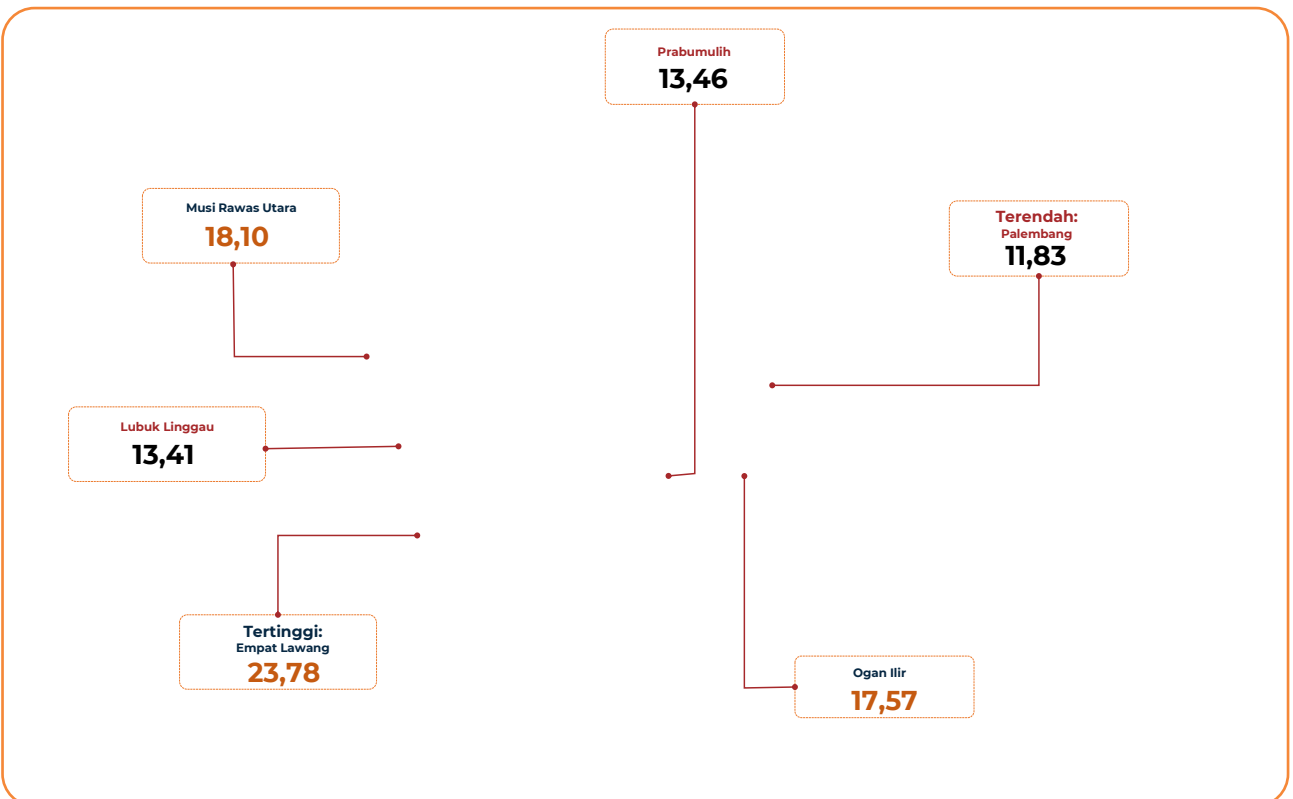 Prabumulih
13,46
Musi Rawas Utara
18,10
Terendah:
Palembang
11,83
Lubuk Linggau
13,41
Tertinggi:
Empat Lawang
23,78
Ogan Ilir
17,57